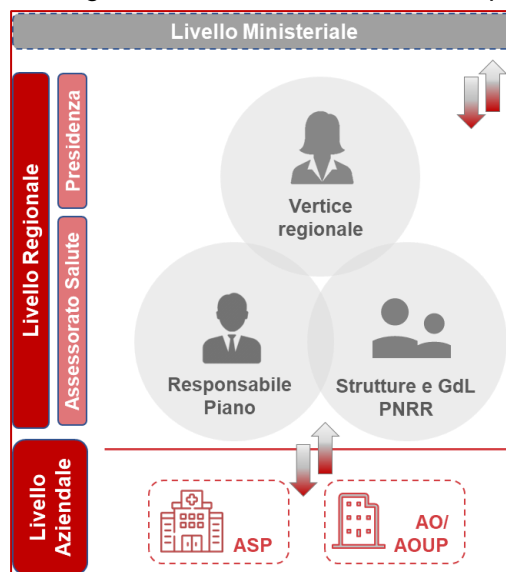 Livello Ministeriale
Livello Regionale
Presidenza
Assessorato Salute
Vertice
regionale
Responsabile
Piano
Strutture e GdL
PNRR
Livello
Aziendale
ASP
AO/
AOUP